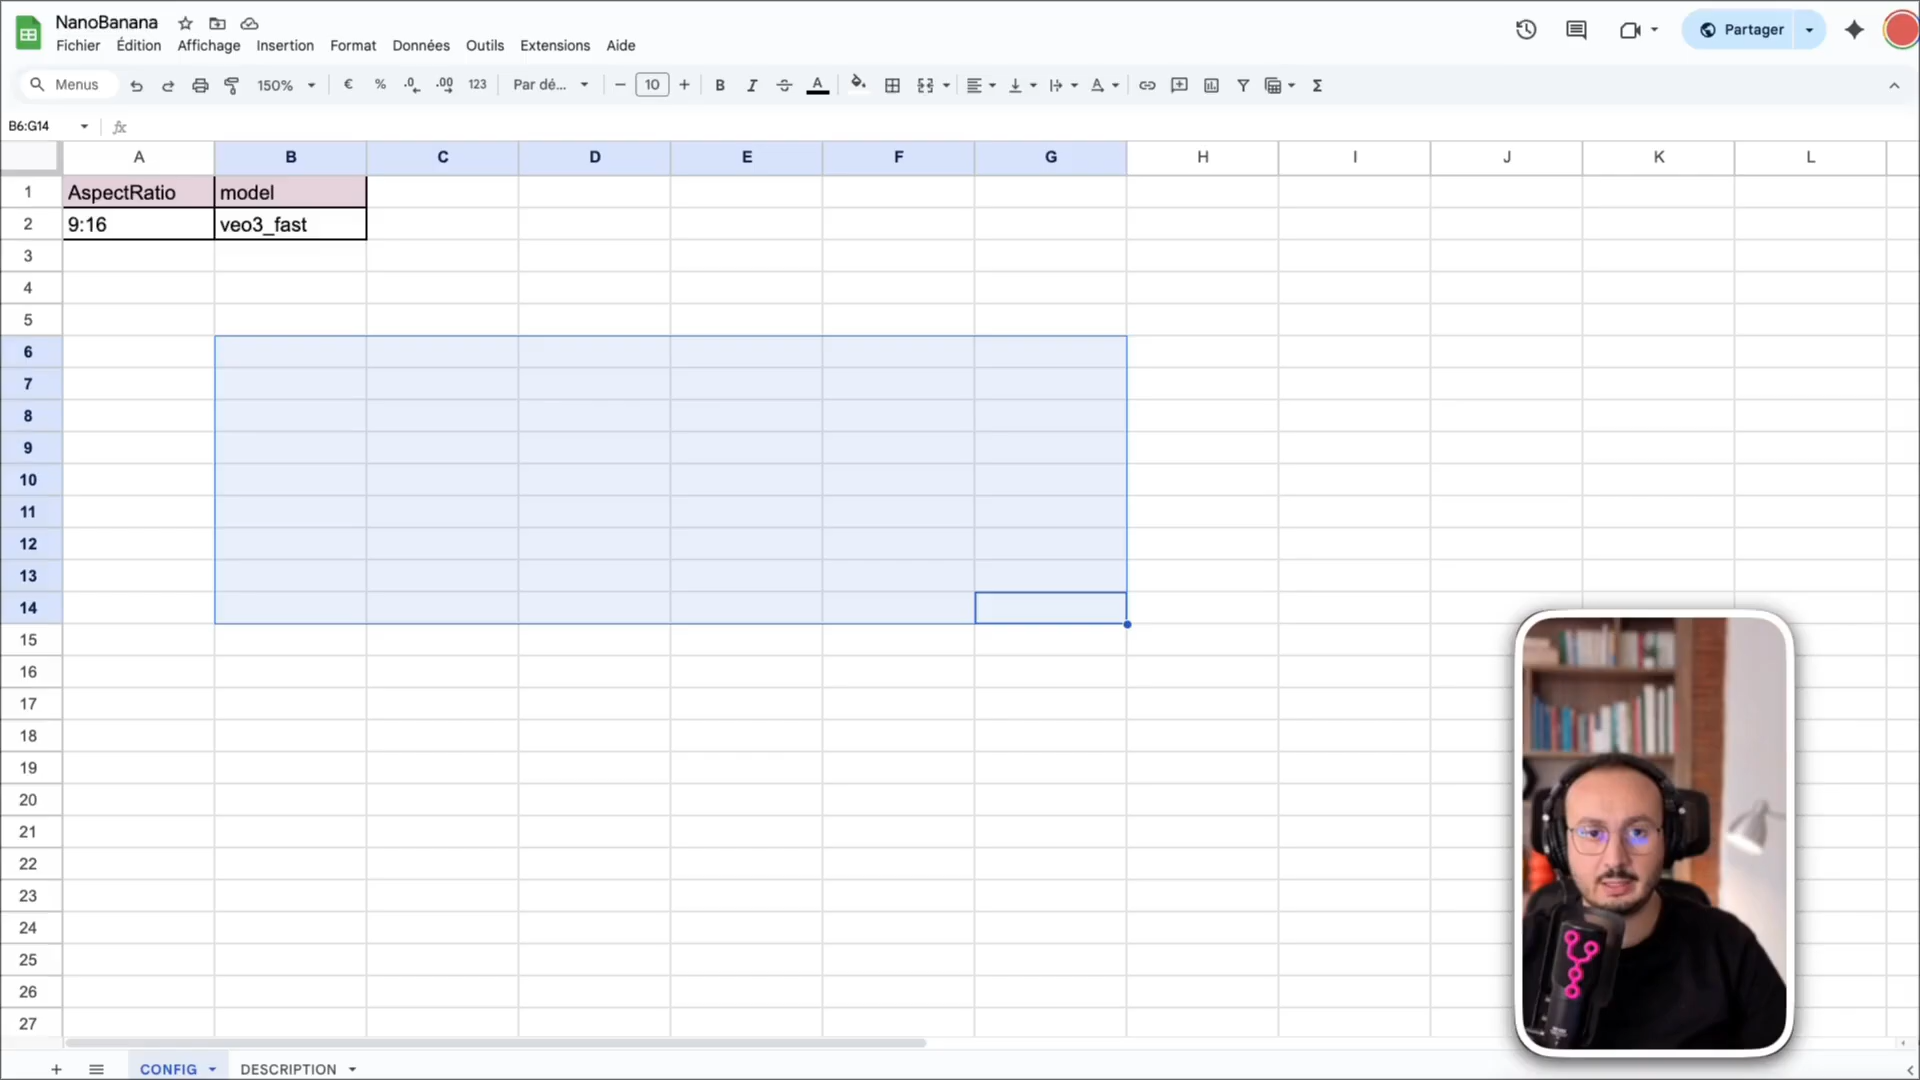 NanoBanana
Fichier Édition Affichage Insertion Format Données Outils Extensions Aide
Partager
Menus 150% € % .0 .00 123 Par dé... − 10 + B I S A Σ
B6:G14 fx
A B C D E F G H I J K L
1 AspectRatio model
2 9:16 veo3_fast
3
4
5
6
7
8
9
10
11
12
13
14
15
16
17
18
19
20
21
22
23
24
25
26
27
+ CONFIG DESCRIPTION